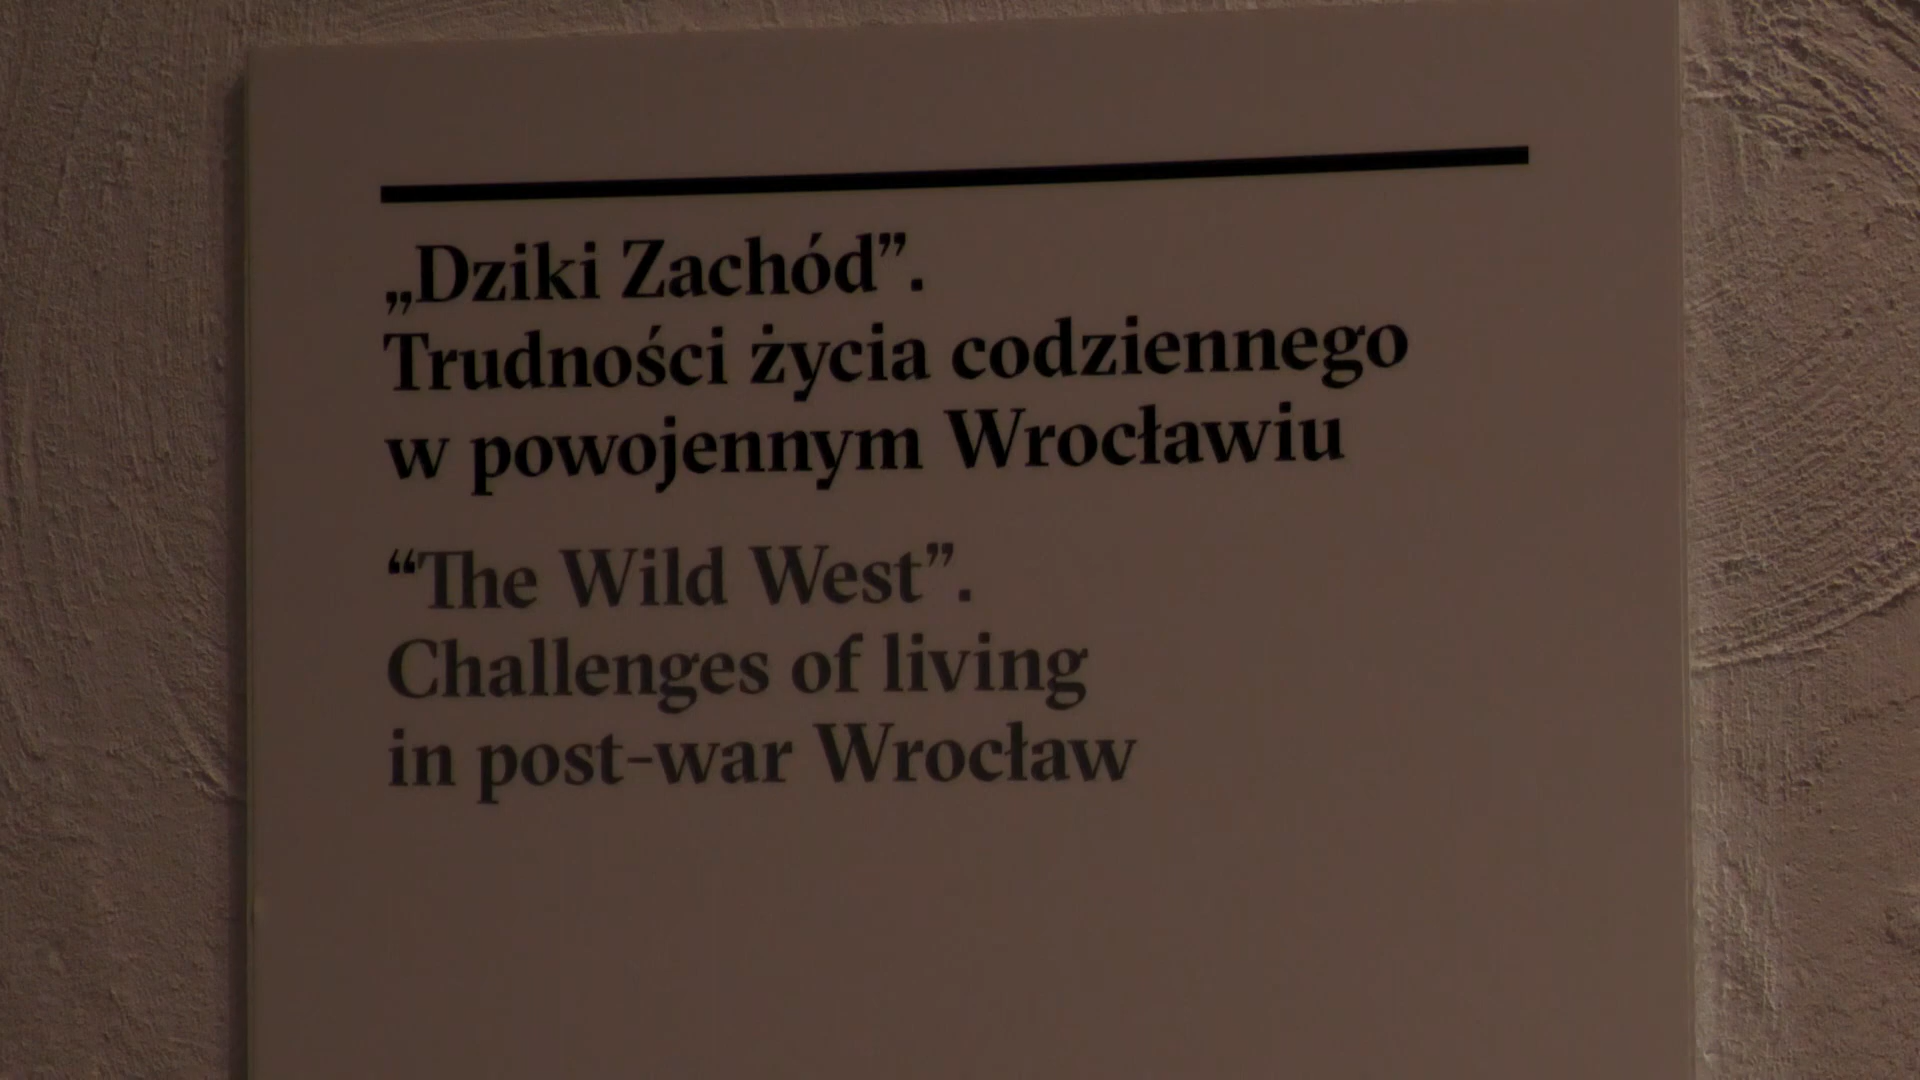 „Dziki Zachód”.
Trudności życia codziennego
w powojennym Wrocławiu
“The Wild West”.
Challenges of living
in post-war Wrocław